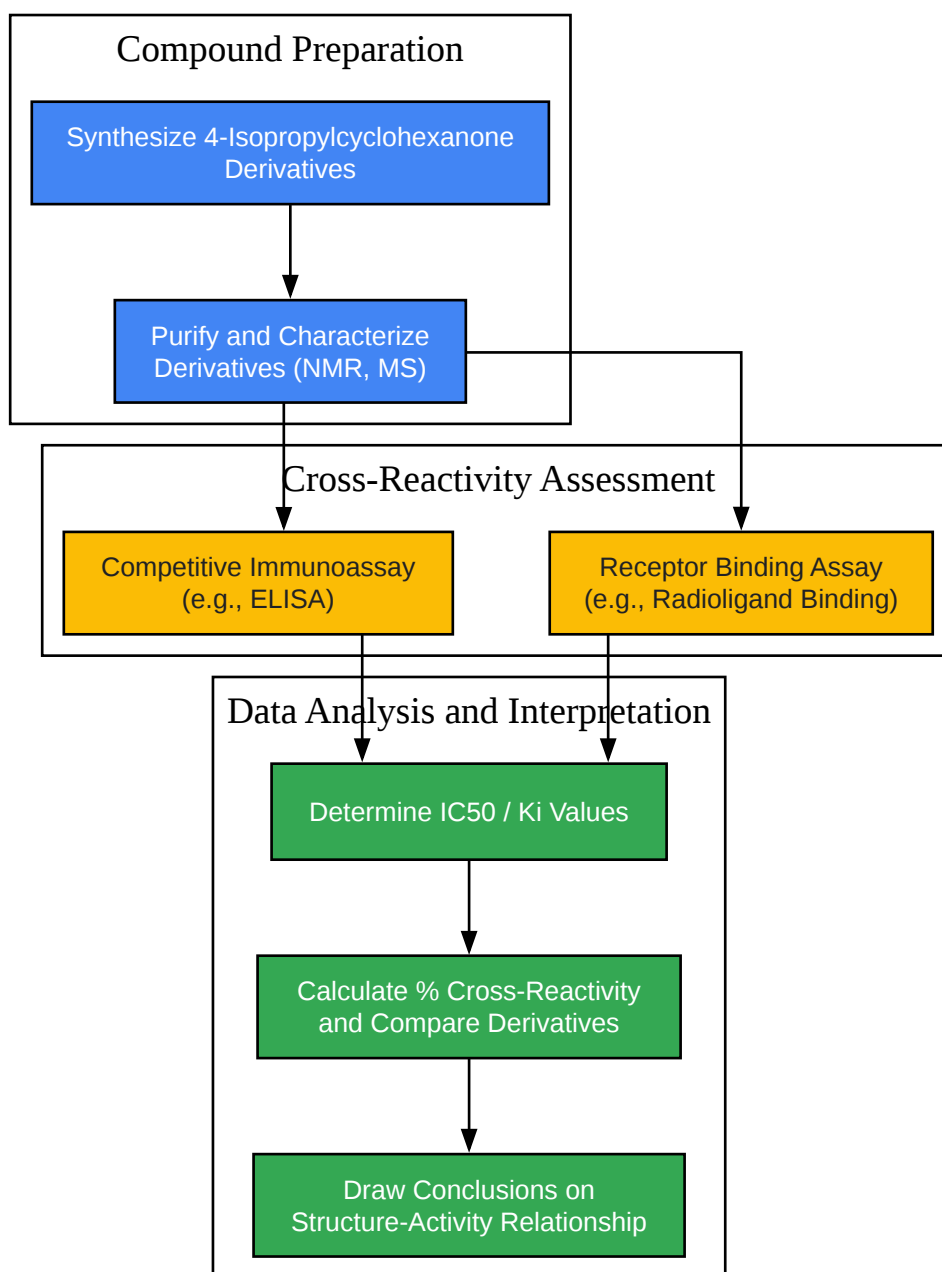 Compound Preparation
Synthesize 4-Isopropylcyclohexanone
Derivatives
Purify and Characterize
Derivatives (NMR, MS)
Cross-Reactivity Assessment
Competitive Immunoassay
(e.g., ELISA)
Receptor Binding Assay
(e.g., Radioligand Binding)
Data Analysis and Interpretation
Determine IC50 / Ki Values
Calculate % Cross-Reactivity
and Compare Derivatives
Draw Conclusions on
Structure-Activity Relationship